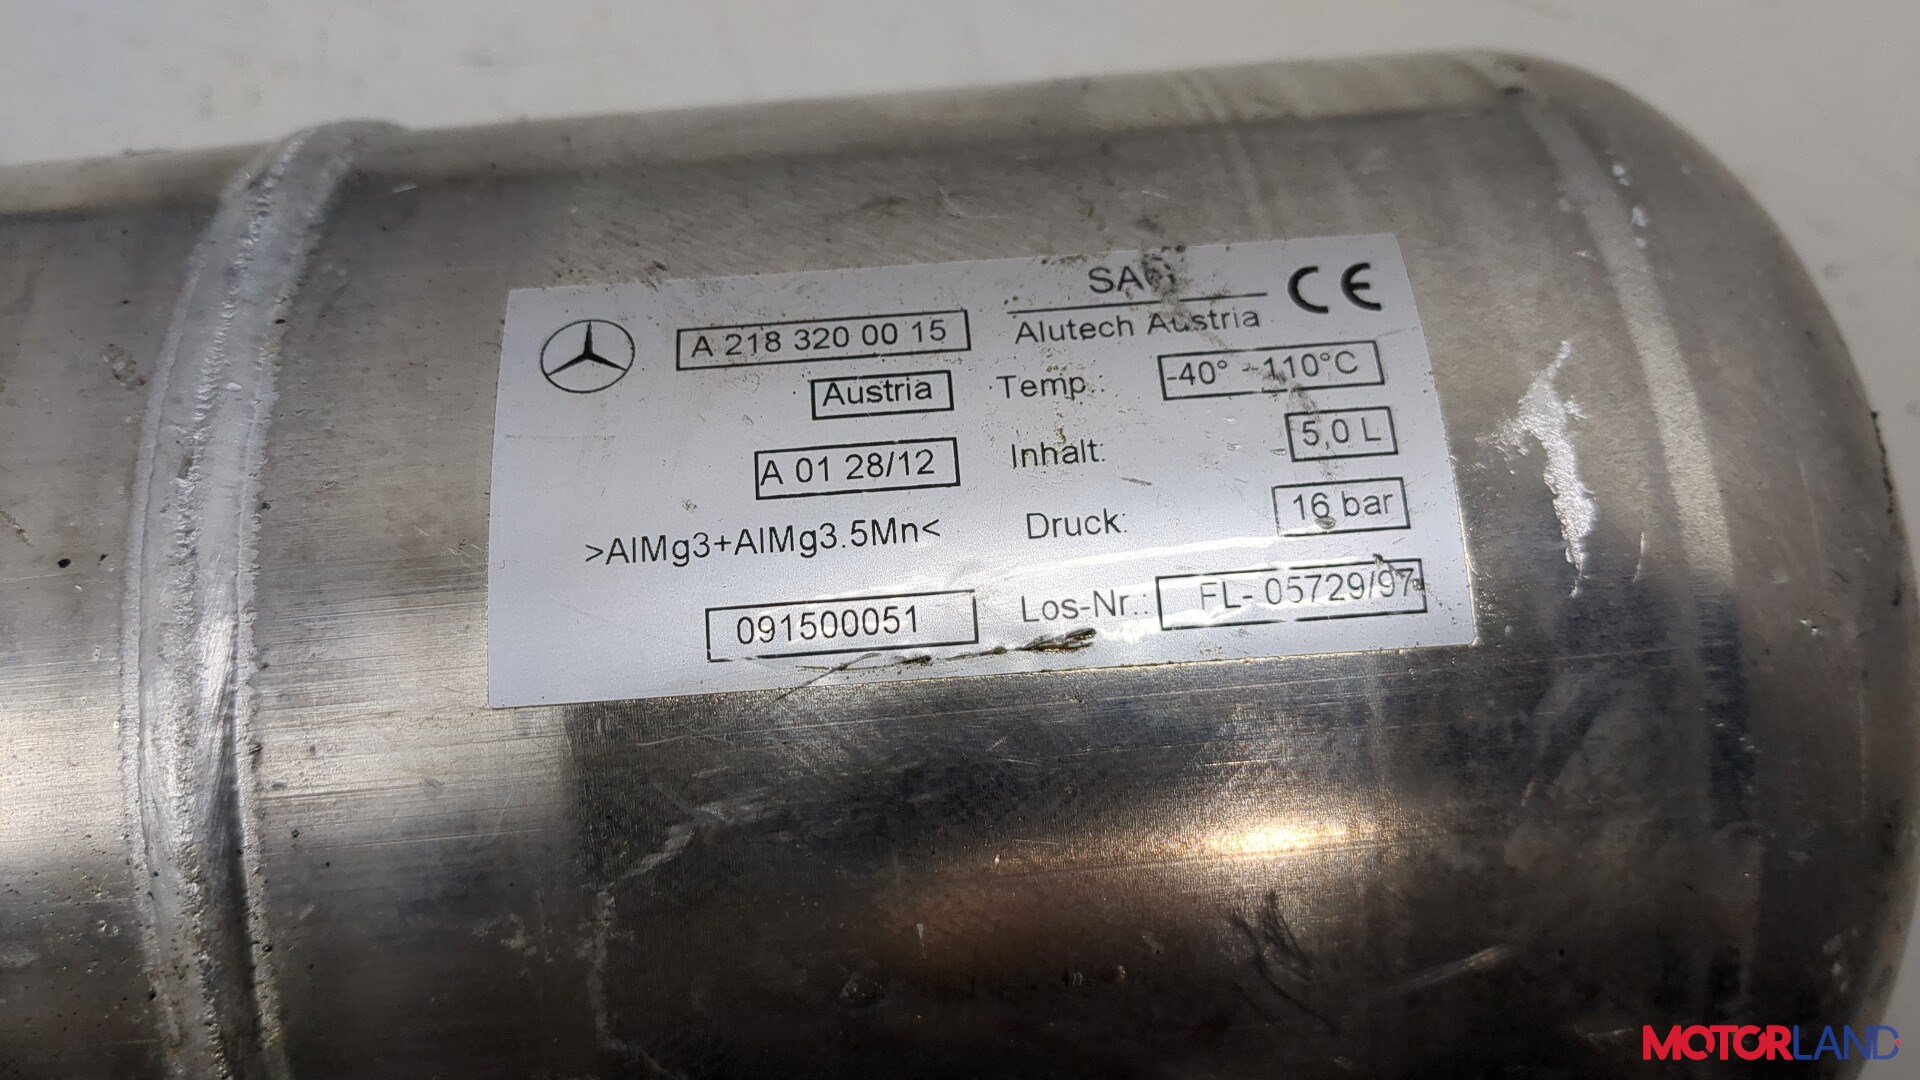 A 218 320 00 15
Austria
A 01 28/12
>AlMg3+AlMg3.5Mn<
091500051
SAG
CE
Alutech Austria
Temp.: -40° -110°C
Inhalt: 5,0 L
Druck: 16 bar
Los-Nr.: FL- 05729/97
MOTORLAND